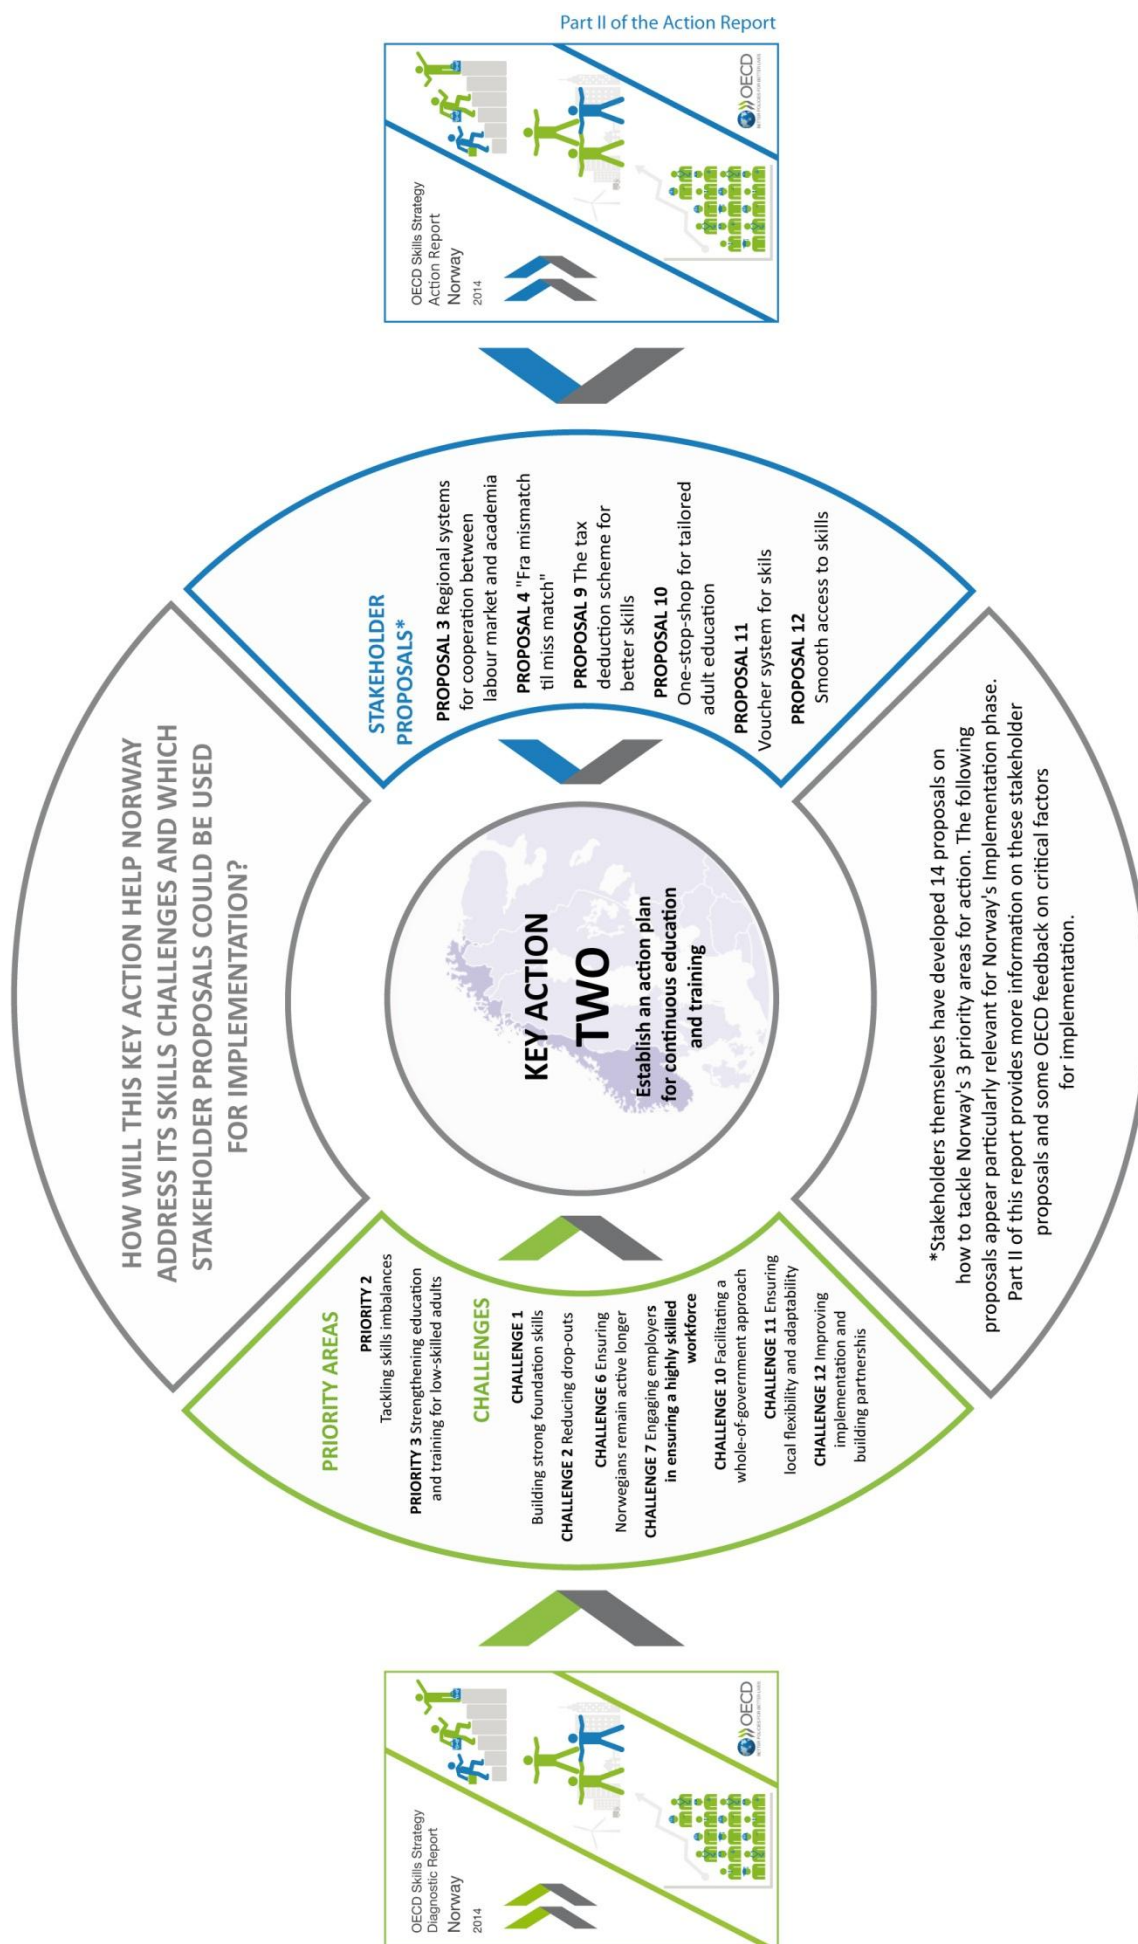 OECD Skills Strategy
Diagnostic Report
Norway
2014
OECD
BETTER POLICIES FOR BETTER LIVES
HOW WILL THIS KEY ACTION HELP NORWAY
ADDRESS ITS SKILLS CHALLENGES AND WHICH
STAKEHOLDER PROPOSALS COULD BE USED
FOR IMPLEMENTATION?
PRIORITY AREAS
PRIORITY 2
Tackling skills imbalances
PRIORITY 3 Strengthening education
and training for low-skilled adults
CHALLENGES
CHALLENGE 1
Building strong foundation skills
CHALLENGE 2 Reducing drop-outs
CHALLENGE 6 Ensuring
Norwegians remain active longer
CHALLENGE 7 Engaging employers
in ensuring a highly skilled
workforce
CHALLENGE 10 Facilitating a
whole-of-government approach
CHALLENGE 11 Ensuring
local flexibility and adaptability
CHALLENGE 12 Improving
implementation and
building partnershis
KEY ACTION
TWO
Establish an action plan
for continuous education
and training
STAKEHOLDER
PROPOSALS*
PROPOSAL 3 Regional systems
for cooperation between
labour market and academia
PROPOSAL 4 "Fra mismatch
til miss match"
PROPOSAL 9 The tax
deduction scheme for
better skills
PROPOSAL 10
One-stop-shop for tailored
adult education
PROPOSAL 11
Voucher system for skils
PROPOSAL 12
Smooth access to skills
*Stakeholders themselves have developed 14 proposals on
how to tackle Norway's 3 priority areas for action. The following
proposals appear particularly relevant for Norway's Implementation phase.
Part II of this report provides more information on these stakeholder
proposals and some OECD feedback on critical factors
for implementation.
OECD Skills Strategy
Action Report
Norway
2014
OECD
BETTER POLICIES FOR BETTER LIVES
Part II of the Action Report